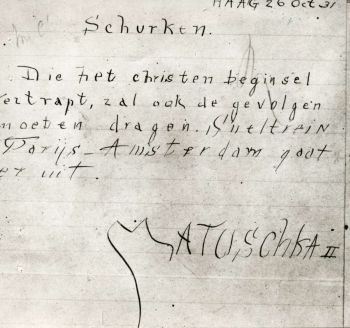 HAAG 26 Oct 31
Schurken.
Die het christen beginsel
vertrapt, zal ook de gevolgen
moeten dragen. Sneltrein
Parijs-Amsterdam gaat
er uit.
MATUSCHKA II